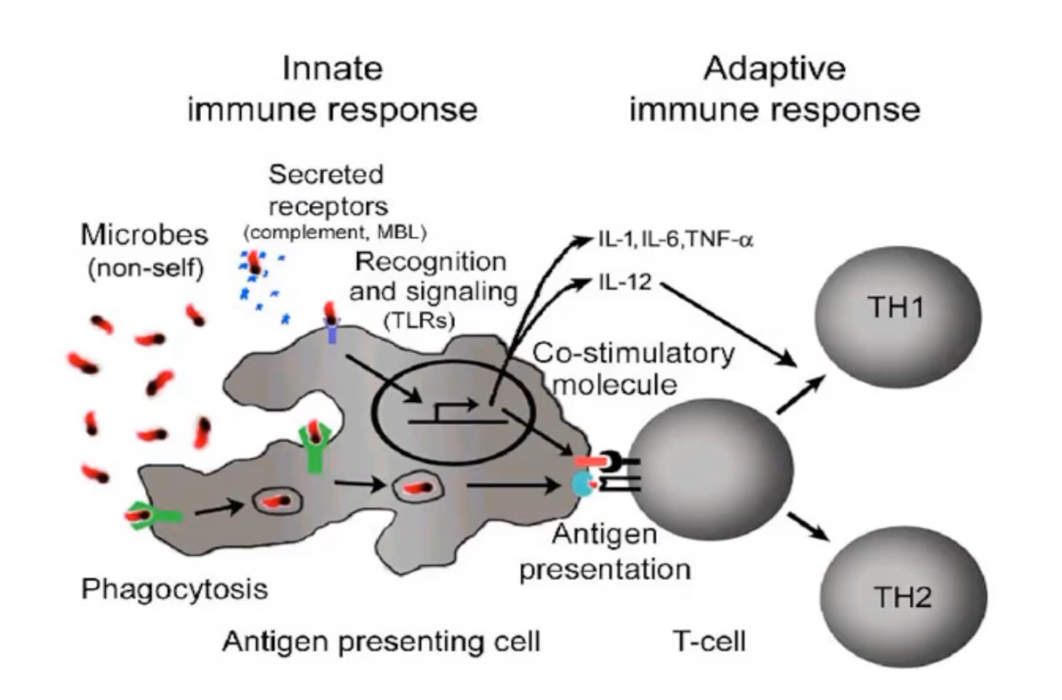 Innate
immune response
Adaptive
immune response
Secreted
receptors
(complement, MBL)
Microbes
(non-self)
Recognition
and signaling
(TLRs)
IL-1, IL-6,TNF-α
IL-12
TH1
Co-stimulatory
molecule
Antigen
presentation
Phagocytosis
TH2
Antigen presenting cell
T-cell